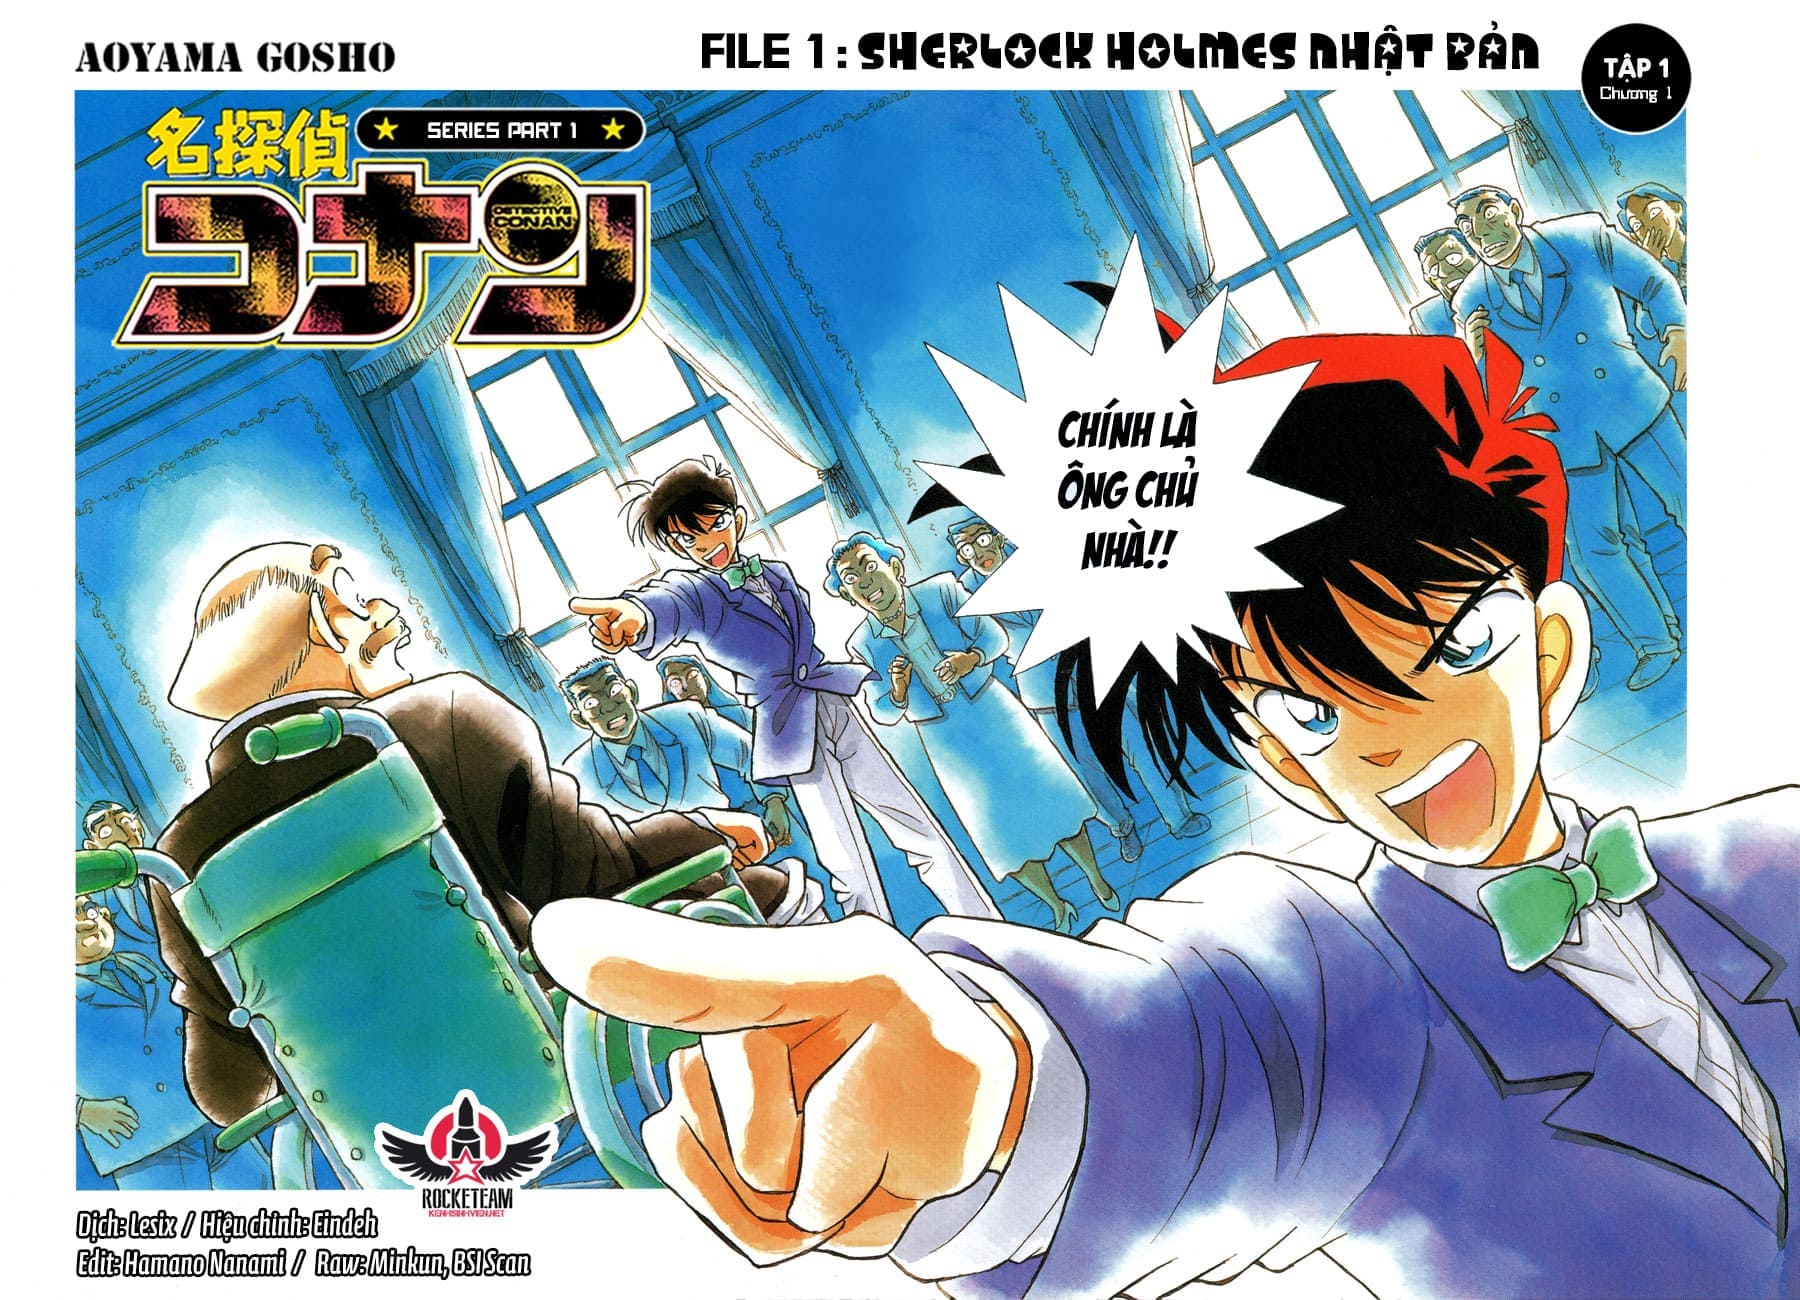 AOYAMA GOSHO
FILE 1 : SHERLOCK HOLMES NHẬT BẢN
TẬP 1
Chương 1
名探偵
SERIES PART 1
コナン
DETECTIVE
CONAN
CHÍNH LÀ
ÔNG CHỦ
NHÀ!!
ROCKETEAM
KENHSINHVIEN.NET
Dịch: Lesix / Hiệu chỉnh: Eindeh
Edit: Hamano Nanami / Raw: Minkun, BSI Scan